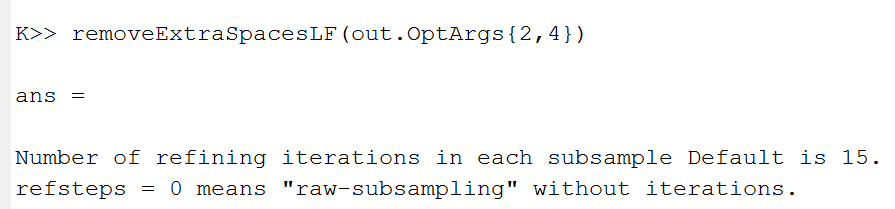 K>> removeExtraSpacesLF(out.OptArgs{2,4})
ans =
Number of refining iterations in each subsample Default is 15.
refsteps = 0 means "raw-subsampling" without iterations.